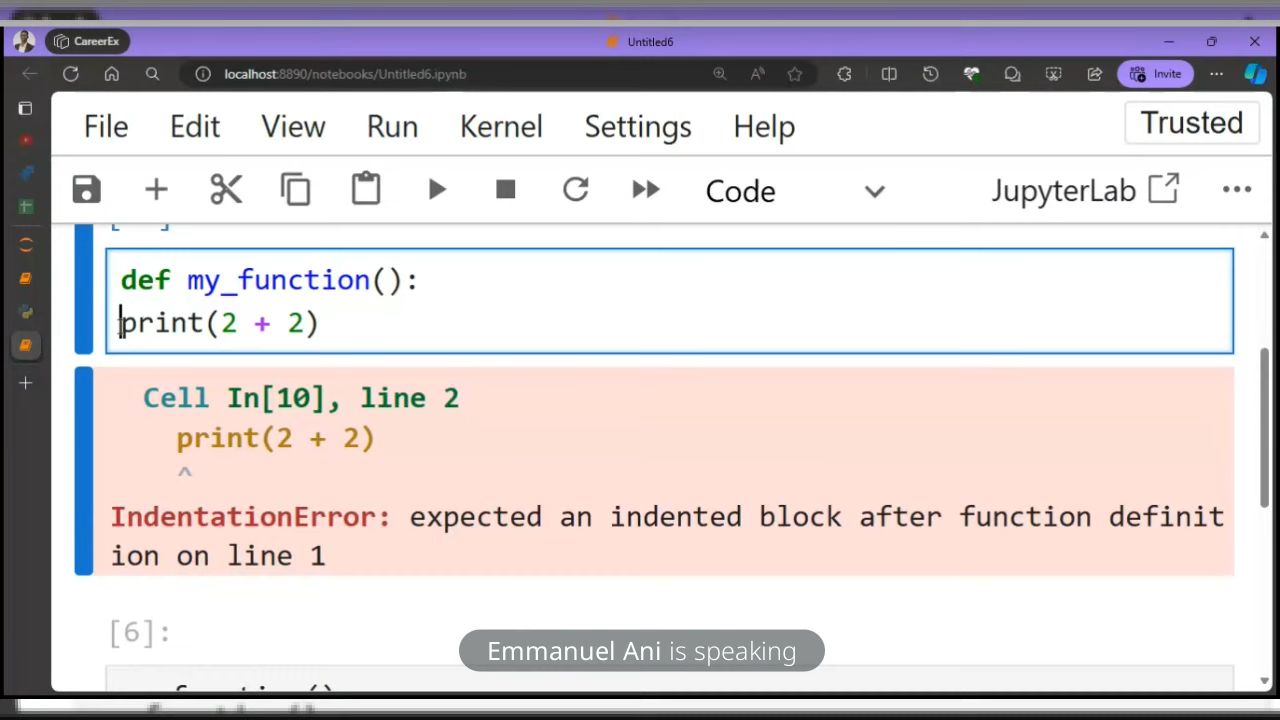 CareerEx
Untitled6
localhost:8890/notebooks/Untitled6.ipynb
Invite
File Edit View Run Kernel Settings Help
Trusted
Code
JupyterLab
def my_function():
print(2 + 2)
Cell In[10], line 2
print(2 + 2)
^
IndentationError: expected an indented block after function definit
ion on line 1
[6]:
Emmanuel Ani is speaking